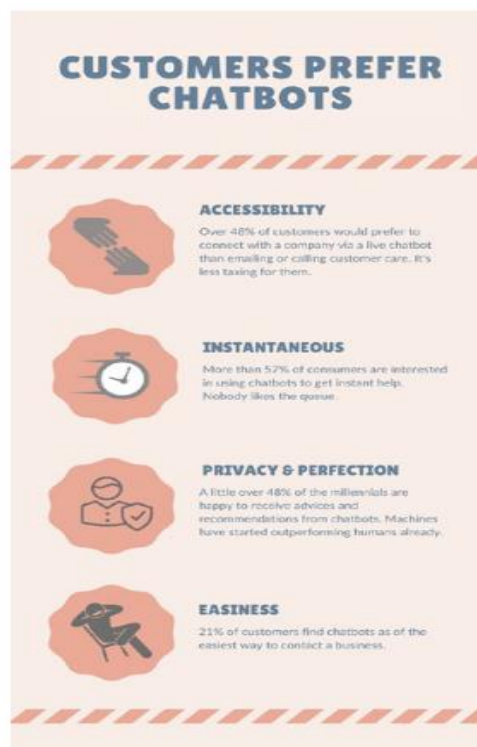 CUSTOMERS PREFER
CHATBOTS
ACCESSIBILITY
Over 48% of customers would prefer to
connect with a company via a live chatbot
than emailing or calling customer care. It's
less taxing for them.
INSTANTANEOUS
More than 57% of consumers are interested
in using chatbots to get instant help.
Nobody likes the queue.
PRIVACY & PERFECTION
A little over 48% of the millennials are
happy to receive advices and
recommendations from chatbots. Machines
have started outperforming humans already.
EASINESS
21% of customers find chatbots as of the
easiest way to contact a business.